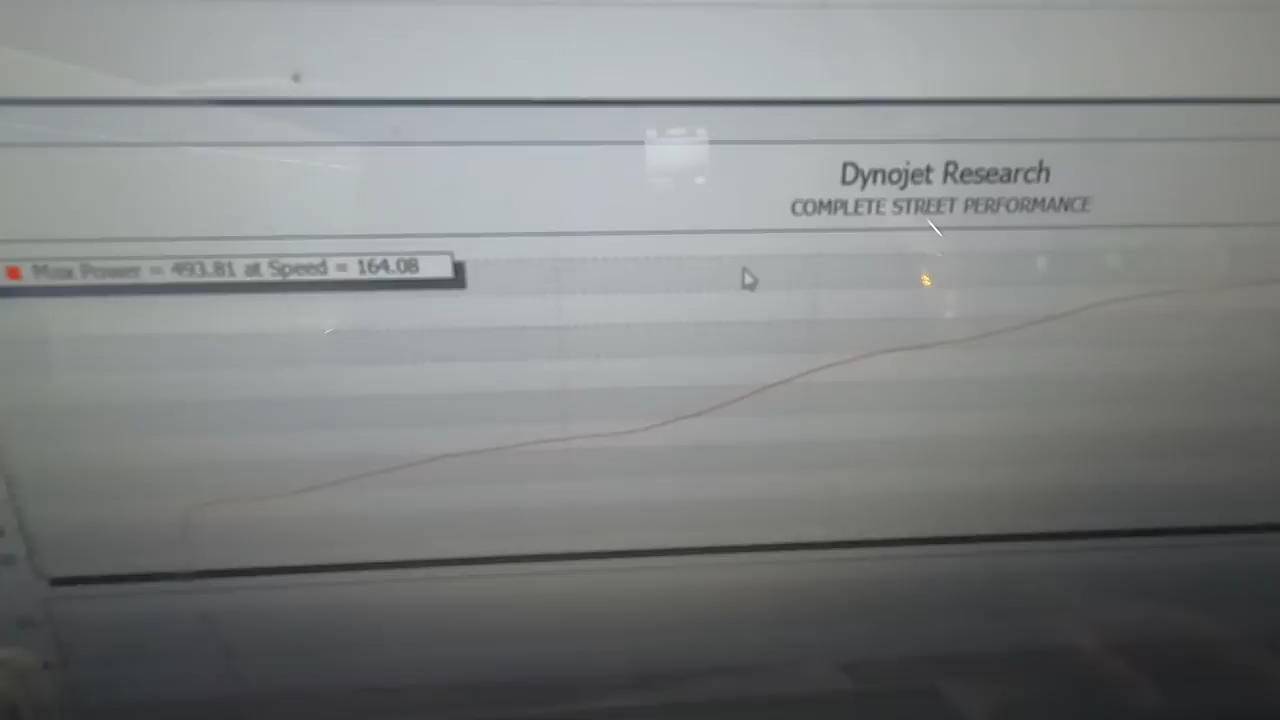 Dynojet Research
COMPLETE STREET PERFORMANCE
Max Power = 493.81 at Speed = 164.08